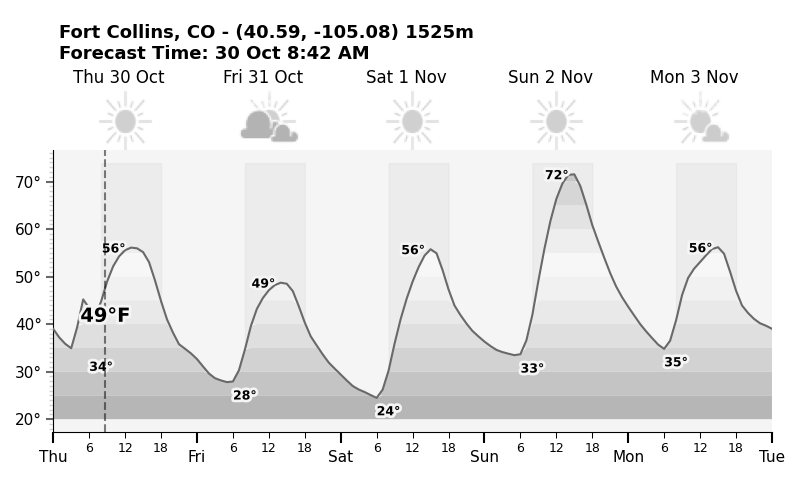 Fort Collins, CO - (40.59, -105.08) 1525m
Forecast Time: 30 Oct 8:42 AM
Thu 30 Oct Fri 31 Oct Sat 1 Nov Sun 2 Nov Mon 3 Nov
70°
60°
50°
40°
30°
20°
56° 49° 56° 72° 56°
49°F
34° 28° 24° 33° 35°
6 12 18 6 12 18 6 12 18 6 12 18 6 12 18
Thu Fri Sat Sun Mon Tue